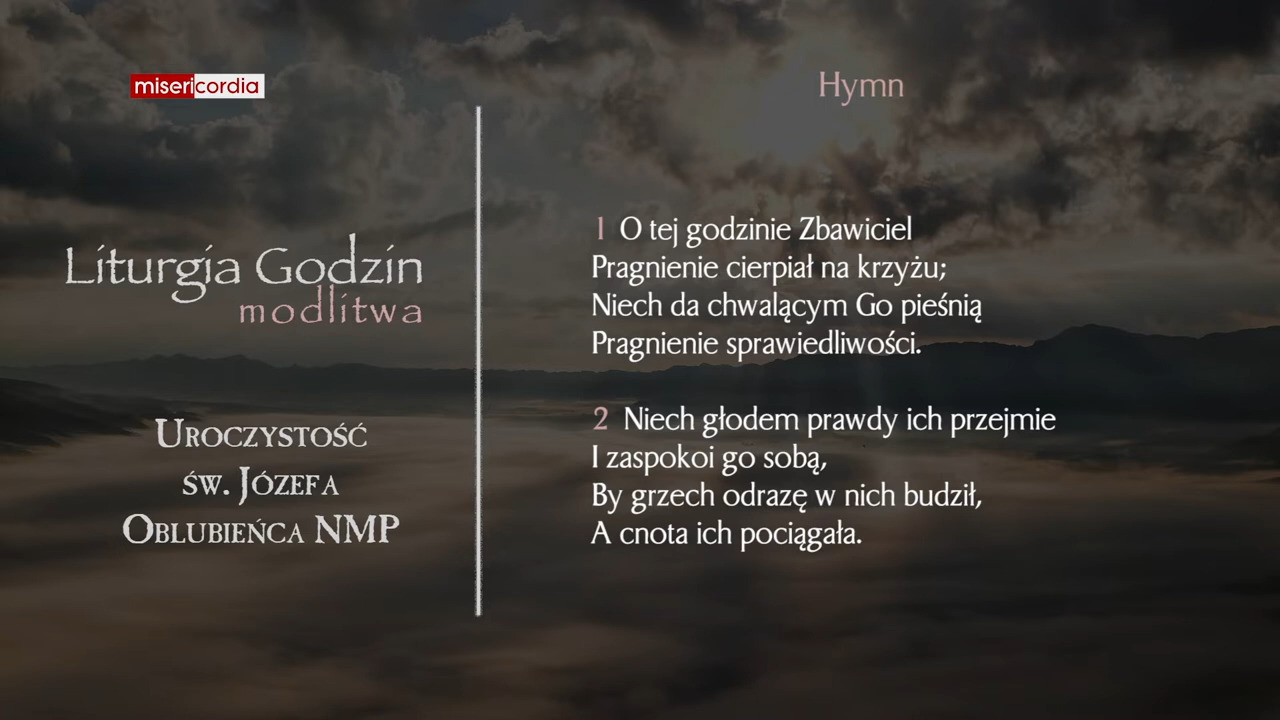 misericordia
Liturgia Godzin
modlitwa
Uroczystość
św. Józefa
Oblubieńca NMP
Hymn
1 O tej godzinie Zbawiciel
Pragnienie cierpiał na krzyżu;
Niech da chwalącym Go pieśnią
Pragnienie sprawiedliwości.
2 Niech głodem prawdy ich przejmie
I zaspokoi go sobą,
By grzech odrazę w nich budził,
A cnota ich pociągała.